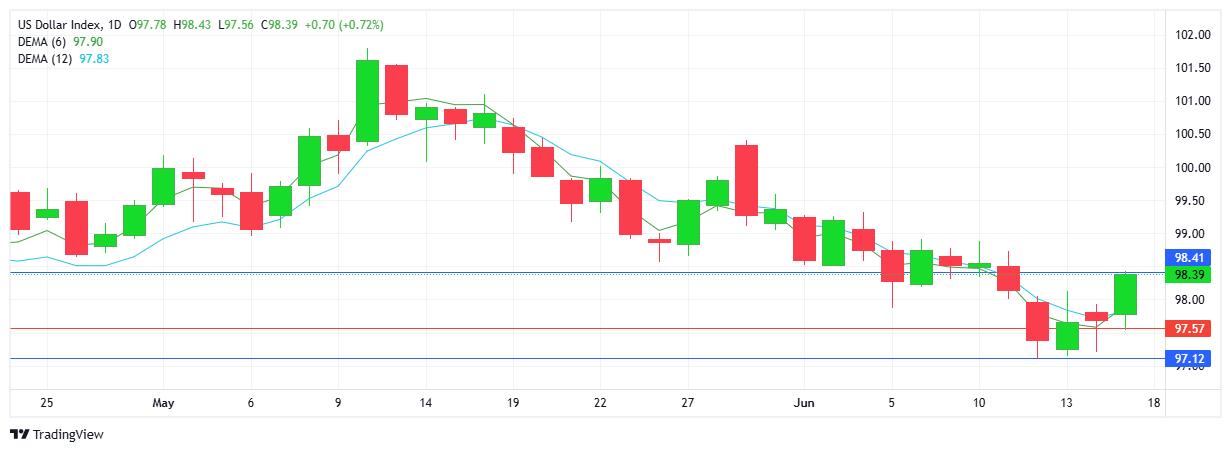 US Dollar Index, 1D O97.78 H98.43 L97.56 C98.39 +0.70 (+0.72%)
DEMA (6) 97.90
DEMA (12) 97.83
102.00
101.50
101.00
100.50
100.00
99.50
99.00
98.41
98.39
98.00
97.57
97.12
97.00
25 May 6 9 14 19 22 27 Jun 5 10 13 18
TradingView